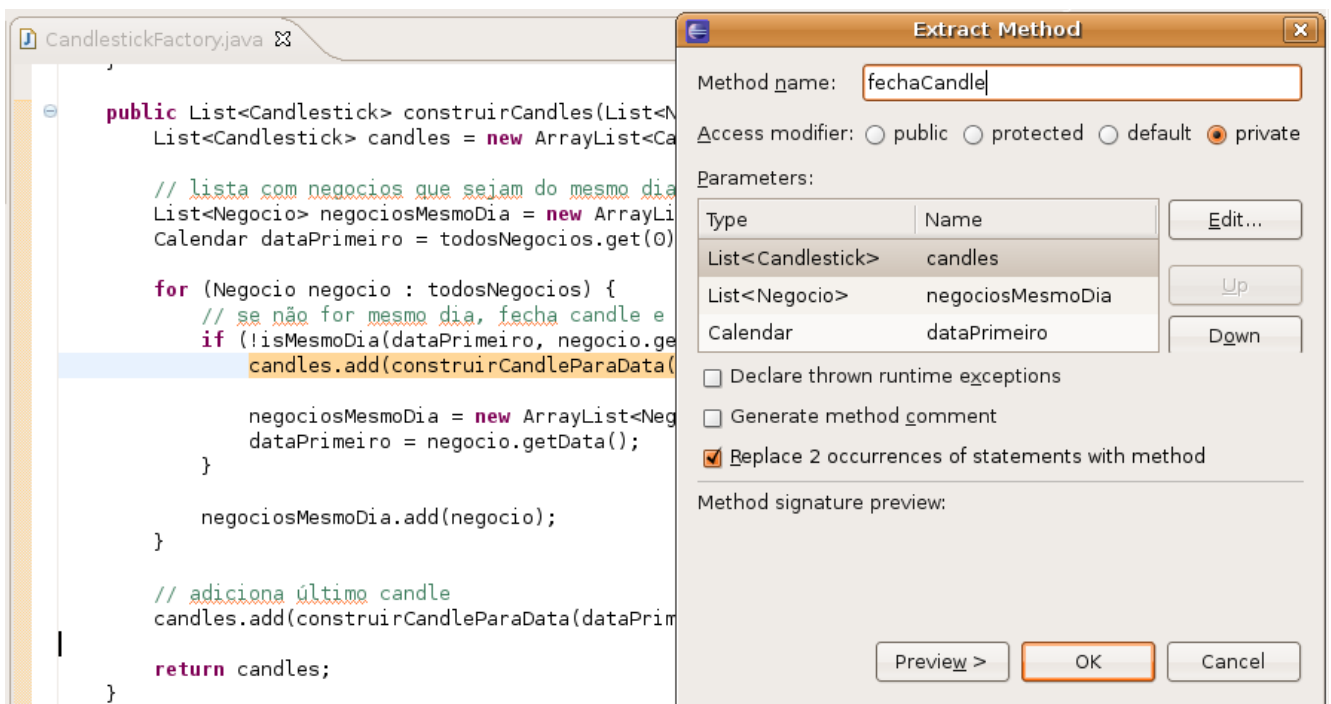 CandlestickFactory.java
}
public List<Candlestick> construirCandles(List<N
List<Candlestick> candles = new ArrayList<Ca
// lista com negocios que sejam do mesmo dia
List<Negocio> negociosMesmoDia = new ArrayLi
Calendar dataPrimeiro = todosNegocios.get(0)
for (Negocio negocio : todosNegocios) {
// se não for mesmo dia, fecha candle e
if (!isMesmoDia(dataPrimeiro, negocio.ge
candles.add(construirCandleParaData(
negociosMesmoDia = new ArrayList<Neg
dataPrimeiro = negocio.getData();
}
negociosMesmoDia.add(negocio);
}
// adiciona último candle
candles.add(construirCandleParaData(dataPrim
return candles;
}
Extract Method
Method name: fechaCandle
Access modifier: public protected default private
Parameters:
Type Name
List<Candlestick> candles
List<Negocio> negociosMesmoDia
Calendar dataPrimeiro
Edit...
Up
Down
Declare thrown runtime exceptions
Generate method comment
Replace 2 occurrences of statements with method
Method signature preview:
Preview > OK Cancel